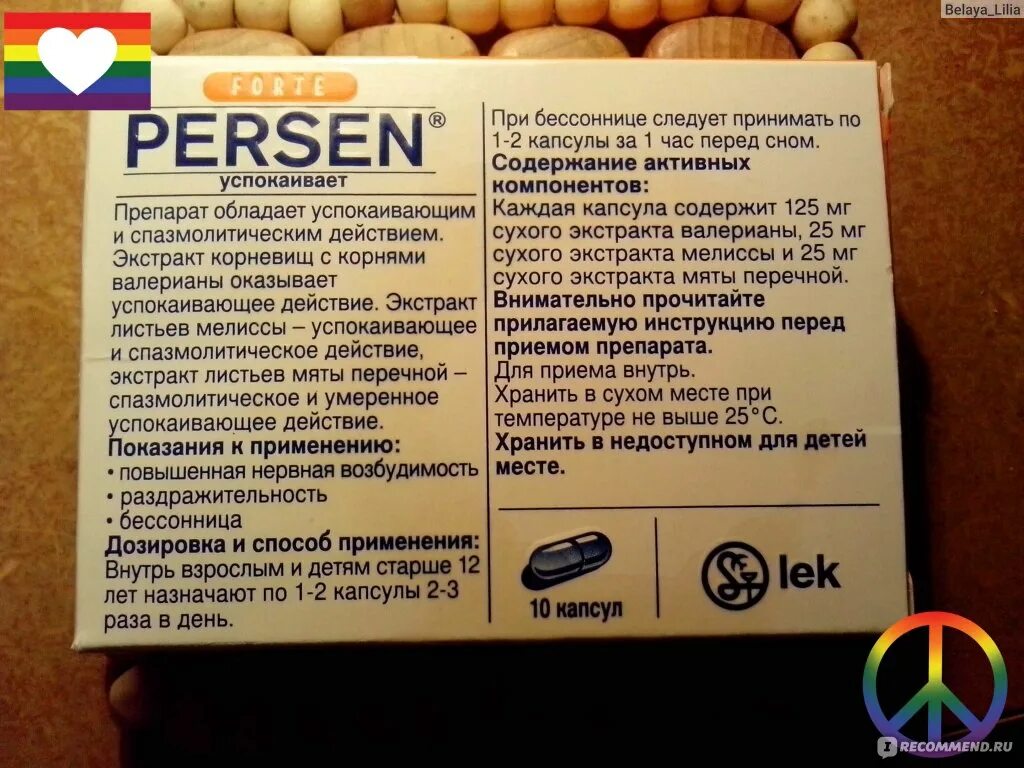 Belaya_Lilia
FORTE
PERSEN®
успокаивает
Препарат обладает успокаивающим
и спазмолитическим действием.
Экстракт корневищ с корнями
валерианы оказывает
успокаивающее действие. Экстракт
листьев мелиссы – успокаивающее
и спазмолитическое действие,
экстракт листьев мяты перечной –
спазмолитическое и умеренное
успокаивающее действие.
Показания к применению:
• повышенная нервная возбудимость
• раздражительность
• бессонница
Дозировка и способ применения:
Внутрь взрослым и детям старше 12
лет назначают по 1-2 капсулы 2-3
раза в день.
При бессоннице следует принимать по
1-2 капсулы за 1 час перед сном.
Содержание активных
компонентов:
Каждая капсула содержит 125 мг
сухого экстракта валерианы, 25 мг
сухого экстракта мелиссы и 25 мг
сухого экстракта мяты перечной.
Внимательно прочитайте
прилагаемую инструкцию перед
приемом препарата.
Для приема внутрь.
Хранить в сухом месте при
температуре не выше 25°С.
Хранить в недоступном для детей
месте.
10 капсул
lek
I RECOMMEND.RU